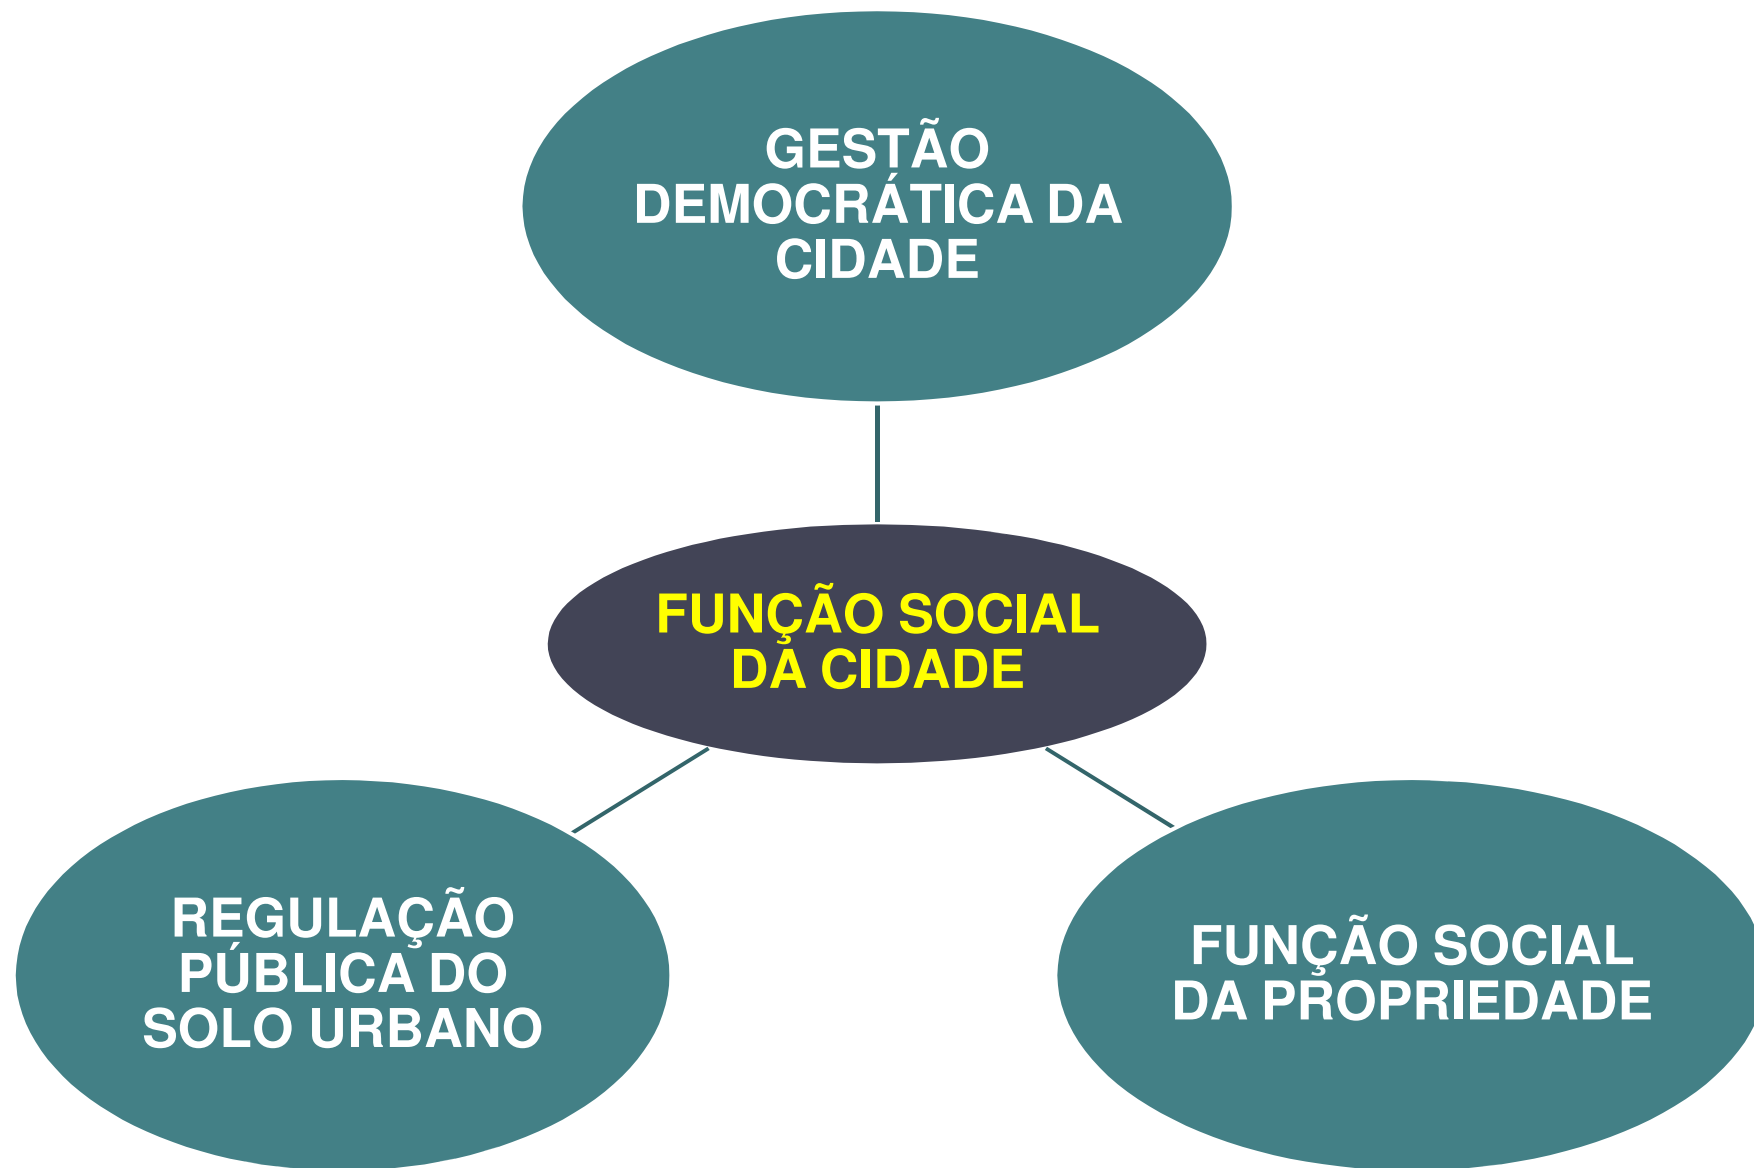 GESTÃO
DEMOCRÁTICA DA
CIDADE
FUNÇÃO SOCIAL
DA CIDADE
REGULAÇÃO
PÚBLICA DO
SOLO URBANO
FUNÇÃO SOCIAL
DA PROPRIEDADE